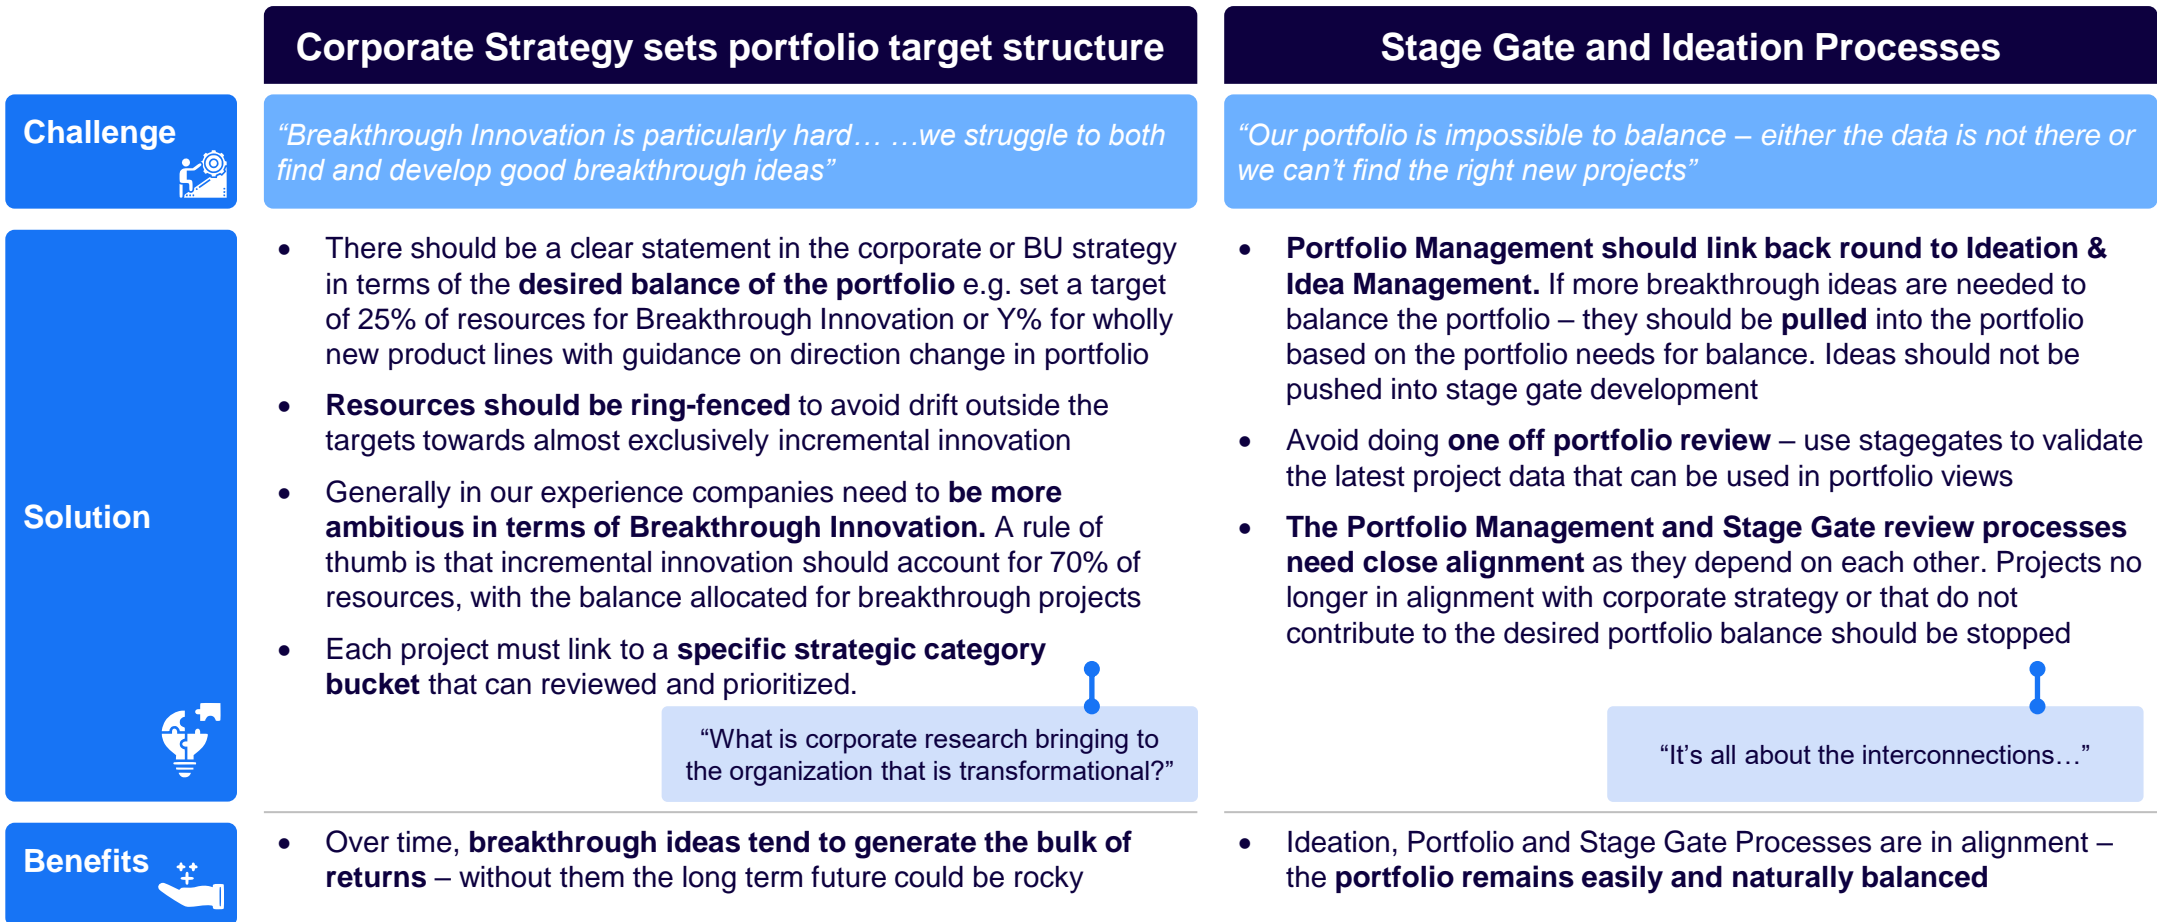 Corporate Strategy sets portfolio target structure
Stage Gate and Ideation Processes
Challenge
“Breakthrough Innovation is particularly hard… …we struggle to both
find and develop good breakthrough ideas”
“Our portfolio is impossible to balance – either the data is not there or
we can’t find the right new projects”
Solution
• There should be a clear statement in the corporate or BU strategy
in terms of the desired balance of the portfolio e.g. set a target
of 25% of resources for Breakthrough Innovation or Y% for wholly
new product lines with guidance on direction change in portfolio
• Resources should be ring-fenced to avoid drift outside the
targets towards almost exclusively incremental innovation
• Generally in our experience companies need to be more
ambitious in terms of Breakthrough Innovation. A rule of
thumb is that incremental innovation should account for 70% of
resources, with the balance allocated for breakthrough projects
• Each project must link to a specific strategic category
bucket that can reviewed and prioritized.
“What is corporate research bringing to
the organization that is transformational?”
• Portfolio Management should link back round to Ideation &
Idea Management. If more breakthrough ideas are needed to
balance the portfolio – they should be pulled into the portfolio
based on the portfolio needs for balance. Ideas should not be
pushed into stage gate development
• Avoid doing one off portfolio review – use stagegates to validate
the latest project data that can be used in portfolio views
• The Portfolio Management and Stage Gate review processes
need close alignment as they depend on each other. Projects no
longer in alignment with corporate strategy or that do not
contribute to the desired portfolio balance should be stopped
“It’s all about the interconnections…”
Benefits
• Over time, breakthrough ideas tend to generate the bulk of
returns – without them the long term future could be rocky
• Ideation, Portfolio and Stage Gate Processes are in alignment –
the portfolio remains easily and naturally balanced